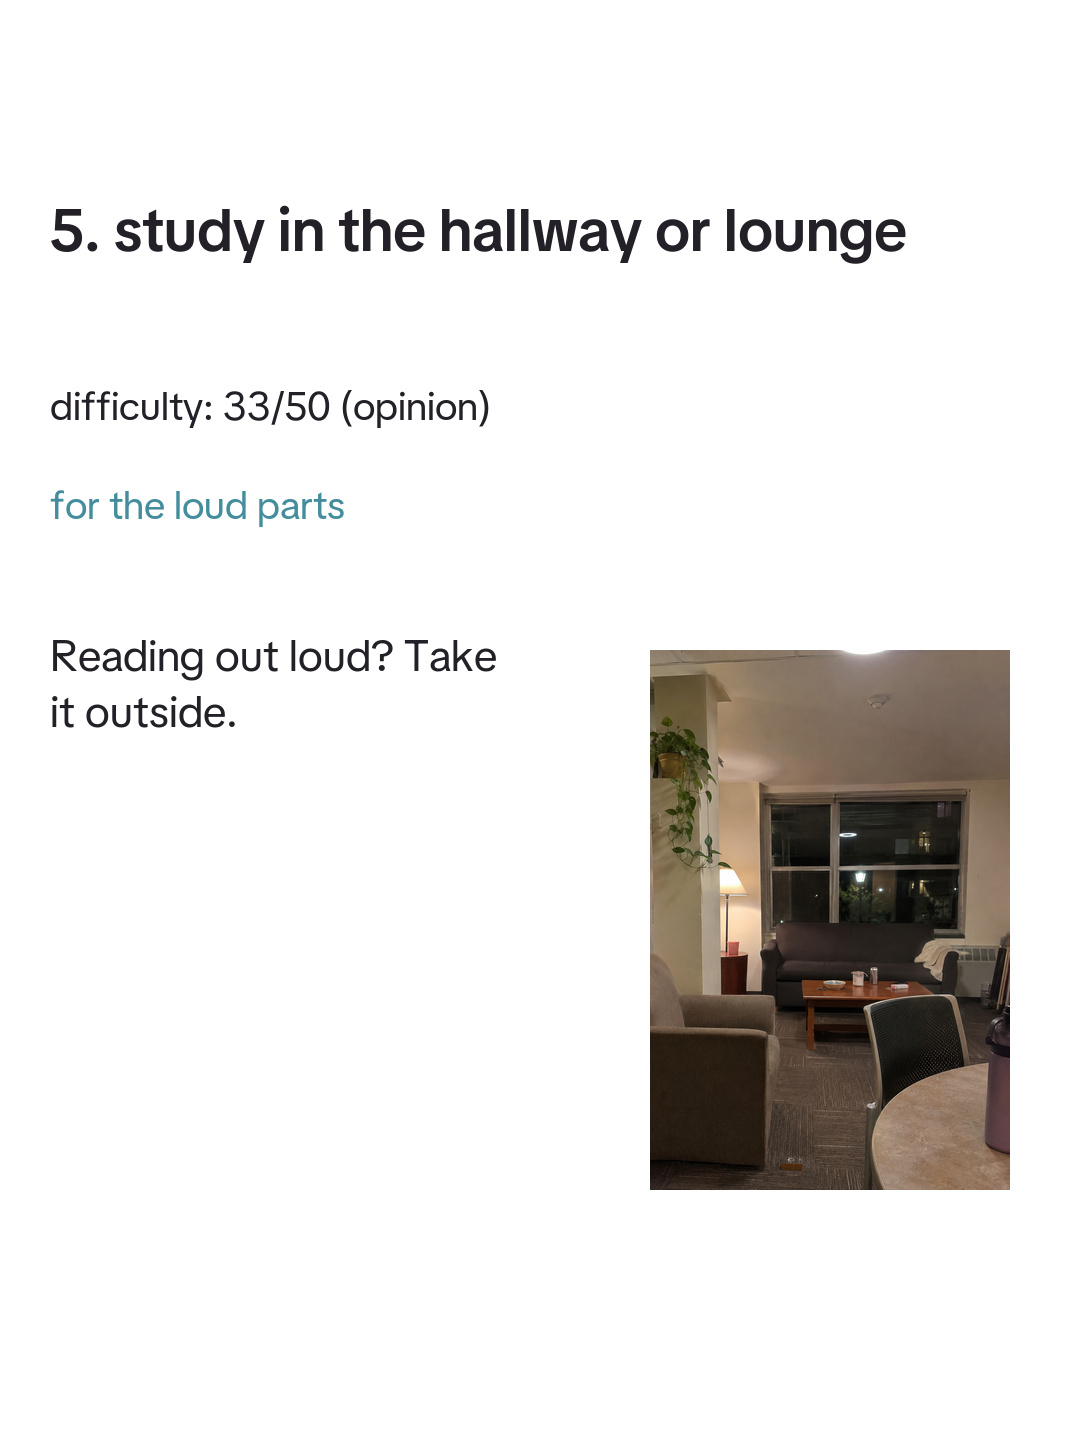 5. study in the hallway or lounge
difficulty: 33/50 (opinion)
for the loud parts
Reading out loud? Take
it outside.